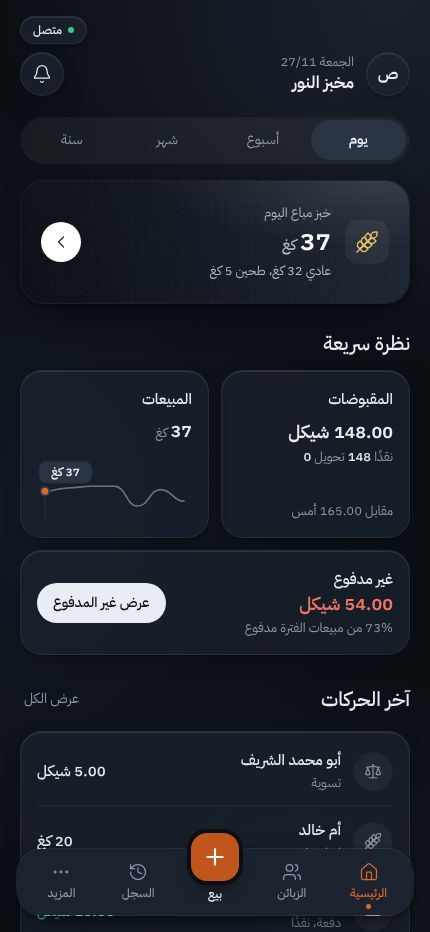 متصل
الجمعة 27/11
مخبز النور
ص
يوم
أسبوع
شهر
سنة
خبز مباع اليوم
37 كغ
عادي 32 كغ، طحين 5 كغ
نظرة سريعة
المقبوضات
148.00 شيكل
نقدًا 148 تحويل 0
مقابل 165.00 أمس
المبيعات
37 كغ
37 كغ
غير مدفوع
54.00 شيكل
73% من مبيعات الفترة مدفوع
عرض غير المدفوع
آخر الحركات
عرض الكل
أبو محمد الشريف
5.00 شيكل
تسوية
أم خالد
20 كغ
دفعة، نقدًا
الرئيسية
الزبائن
بيع
السجل
المزيد